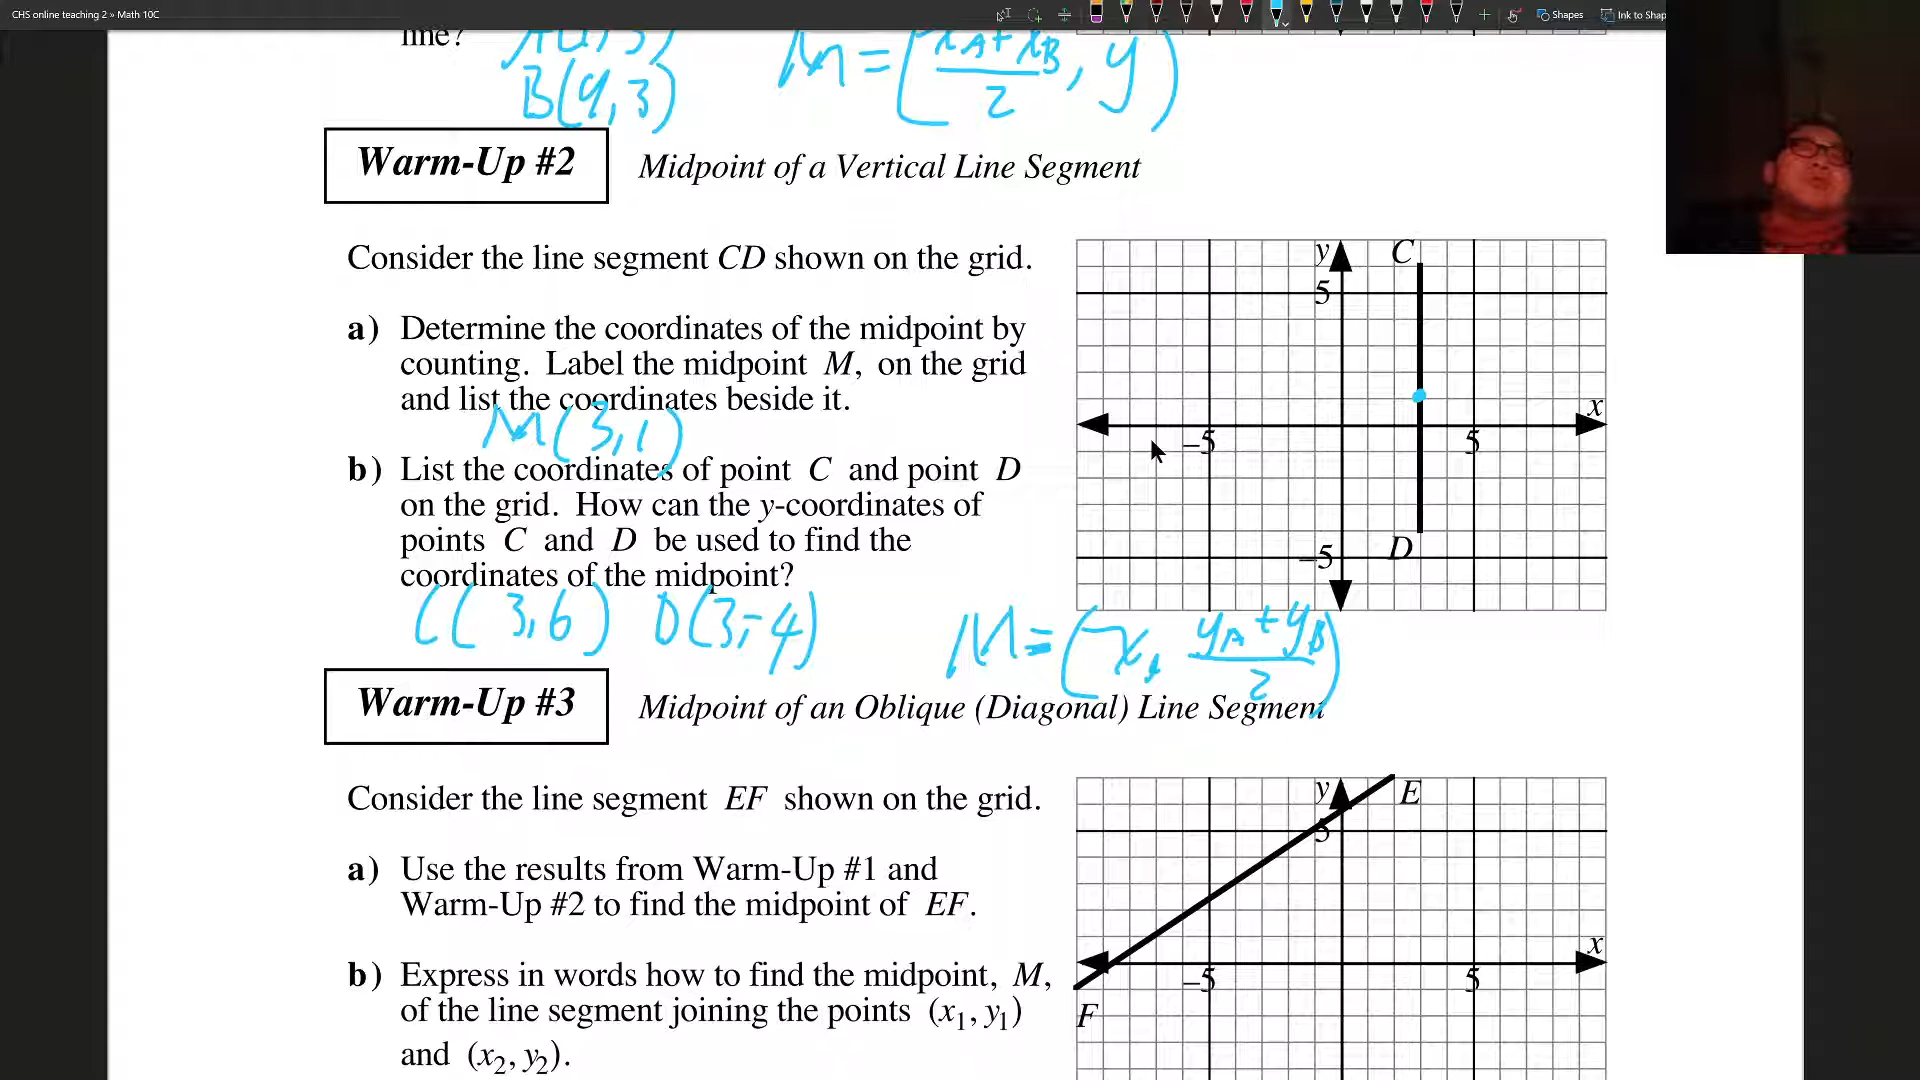 CHS online teaching 2 » Math 10C
Shapes
Ink to Shap
line?
B(9,3)
M=(xA+xB/2, y)
Warm-Up #2
Midpoint of a Vertical Line Segment
Consider the line segment CD shown on the grid.
a) Determine the coordinates of the midpoint by
counting. Label the midpoint M, on the grid
and list the coordinates beside it.
M(3,1)
b) List the coordinates of point C and point D
on the grid. How can the y-coordinates of
points C and D be used to find the
coordinates of the midpoint?
C(3,6) D(3,-4)
M=(x, yA+yB/2)
y
C
5
x
–5
5
–5
D
Warm-Up #3
Midpoint of an Oblique (Diagonal) Line Segment
Consider the line segment EF shown on the grid.
a) Use the results from Warm-Up #1 and
Warm-Up #2 to find the midpoint of EF.
b) Express in words how to find the midpoint, M,
of the line segment joining the points (x1, y1)
and (x2, y2).
y
E
5
x
–5
5
F